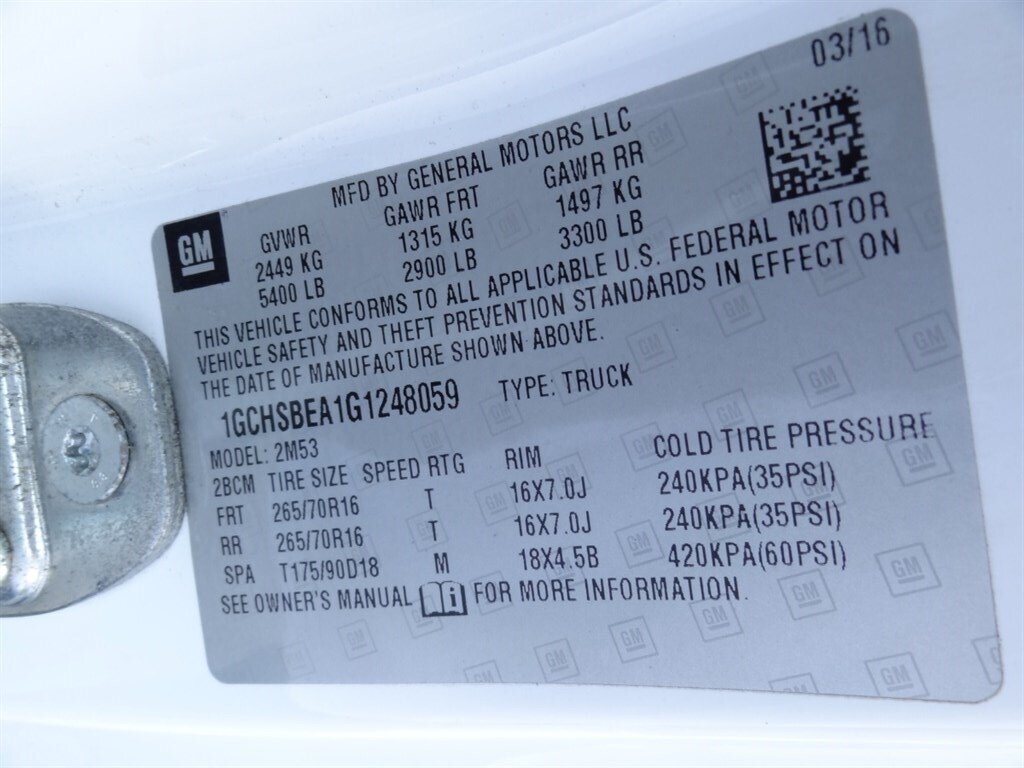 03/16
MFD BY GENERAL MOTORS LLC
GM
GVWR GAWR FRT GAWR RR
2449 KG 1315 KG 1497 KG
5400 LB 2900 LB 3300 LB
THIS VEHICLE CONFORMS TO ALL APPLICABLE U.S. FEDERAL MOTOR
VEHICLE SAFETY AND THEFT PREVENTION STANDARDS IN EFFECT ON
THE DATE OF MANUFACTURE SHOWN ABOVE.
1GCHSBEA1G1248059 TYPE: TRUCK
MODEL: 2M53
2BCM TIRE SIZE SPEED RTG RIM COLD TIRE PRESSURE
FRT 265/70R16 T 16X7.0J 240KPA(35PSI)
RR 265/70R16 T 16X7.0J 240KPA(35PSI)
SPA T175/90D18 M 18X4.5B 420KPA(60PSI)
SEE OWNER'S MANUAL FOR MORE INFORMATION.